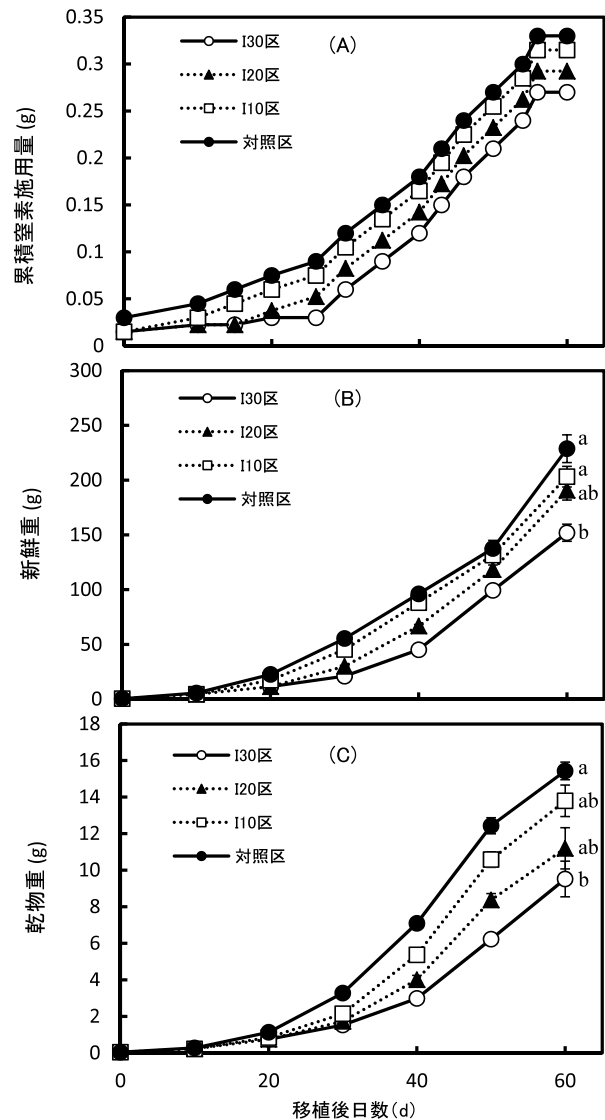 0.35
0.3
0.25
0.2
0.15
0.1
0.05
0
累積窒素施用量 (g)
(A)
I30区
I20区
I10区
対照区
300
250
200
150
100
50
0
新鮮重 (g)
(B)
I30区
I20区
I10区
対照区
a
a
ab
b
18
16
14
12
10
8
6
4
2
0
乾物重 (g)
(C)
I30区
I20区
I10区
対照区
a
ab
ab
b
0 20 40 60
移植後日数(d)